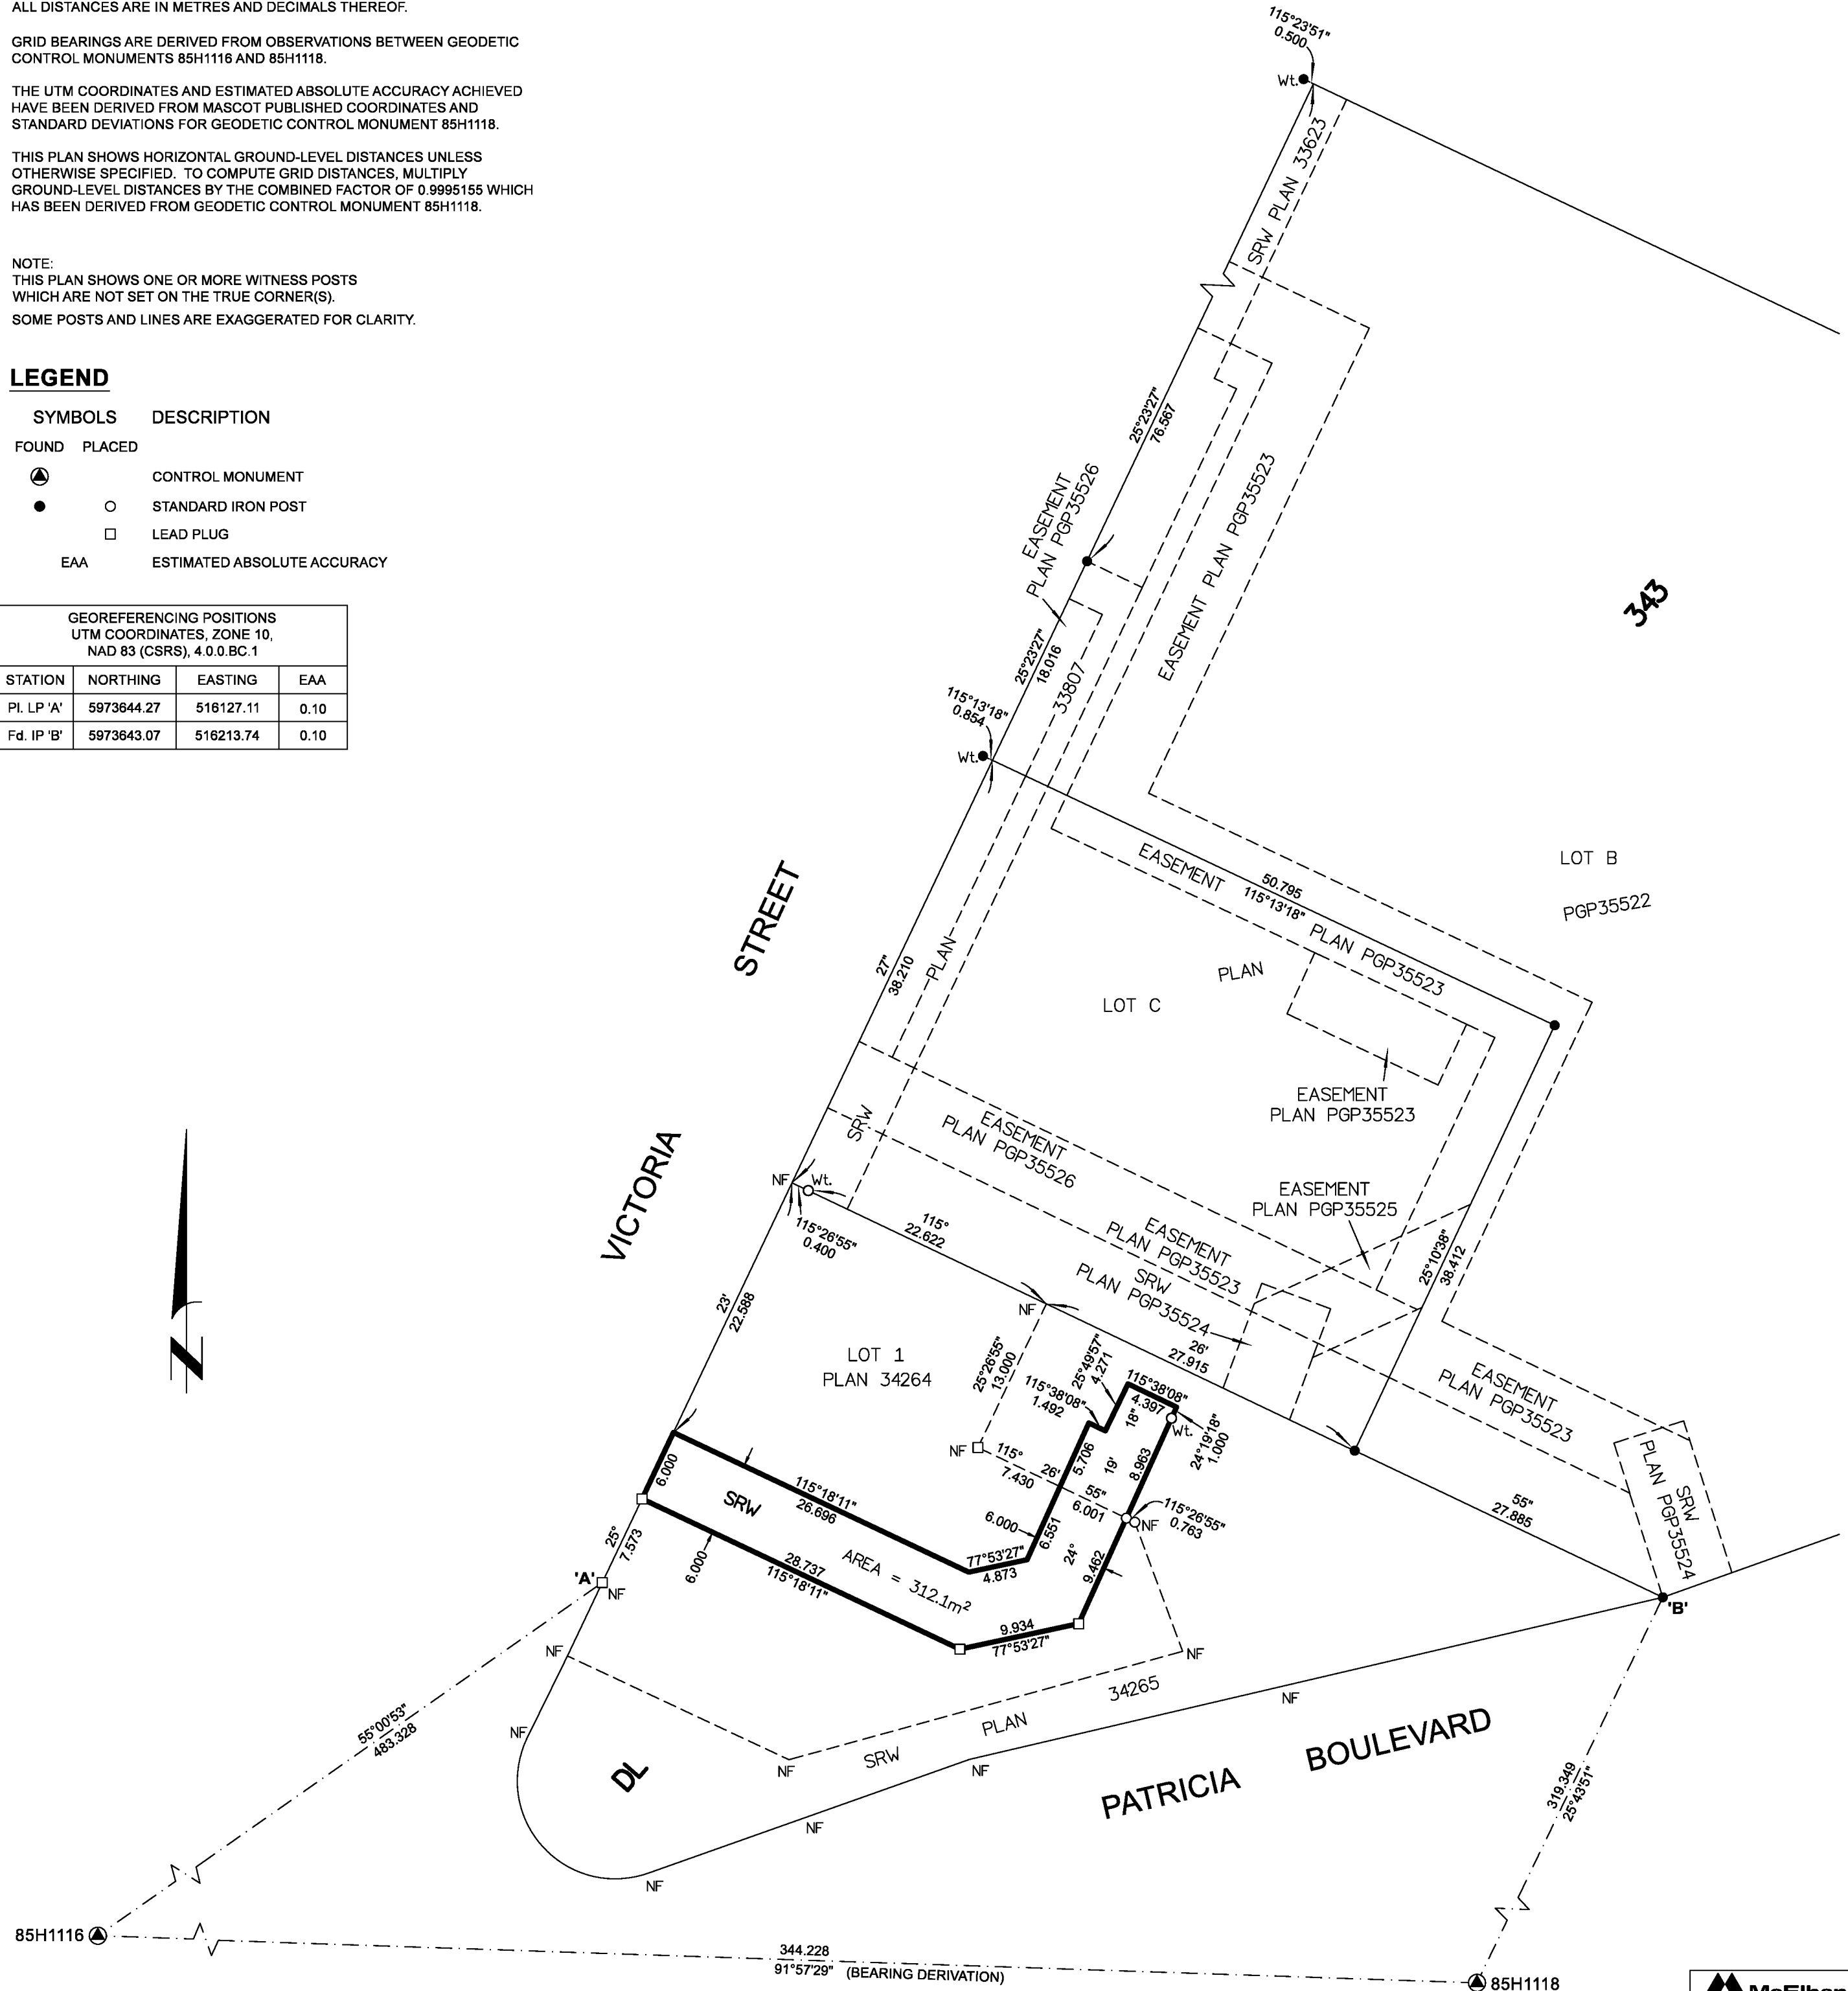 ALL DISTANCES ARE IN METRES AND DECIMALS THEREOF.
GRID BEARINGS ARE DERIVED FROM OBSERVATIONS BETWEEN GEODETIC
CONTROL MONUMENTS 85H1116 AND 85H1118.
THE UTM COORDINATES AND ESTIMATED ABSOLUTE ACCURACY ACHIEVED
HAVE BEEN DERIVED FROM MASCOT PUBLISHED COORDINATES AND
STANDARD DEVIATIONS FOR GEODETIC CONTROL MONUMENT 85H1118.
THIS PLAN SHOWS HORIZONTAL GROUND-LEVEL DISTANCES UNLESS
OTHERWISE SPECIFIED. TO COMPUTE GRID DISTANCES, MULTIPLY
GROUND-LEVEL DISTANCES BY THE COMBINED FACTOR OF 0.9995155 WHICH
HAS BEEN DERIVED FROM GEODETIC CONTROL MONUMENT 85H1118.
NOTE:
THIS PLAN SHOWS ONE OR MORE WITNESS POSTS
WHICH ARE NOT SET ON THE TRUE CORNER(S).
SOME POSTS AND LINES ARE EXAGGERATED FOR CLARITY.
LEGEND
SYMBOLS DESCRIPTION
FOUND PLACED
CONTROL MONUMENT
STANDARD IRON POST
LEAD PLUG
EAA ESTIMATED ABSOLUTE ACCURACY
GEOREFERENCING POSITIONS
UTM COORDINATES, ZONE 10,
NAD 83 (CSRS), 4.0.0.BC.1
STATION NORTHING EASTING EAA
Pl. LP 'A' 5973644.27 516127.11 0.10
Fd. IP 'B' 5973643.07 516213.74 0.10
115°23'51"
0.500
Wt.
SRW PLAN 33623
25°23'27"
76.567
EASEMENT
PLAN PGP35526
EASEMENT PLAN PGP35523
343
25°23'27"
18.016
33807
115°13'18"
0.854
Wt.
LOT B
PGP35522
EASEMENT
50.795
115°13'18"
PLAN PGP35523
STREET
27"
38.210
PLAN
PLAN
LOT C
EASEMENT
PLAN PGP35523
SRW
EASEMENT
PLAN PGP35526
VICTORIA
NF
Wt.
115°26'55"
0.400
115°
22.622
EASEMENT
PLAN PGP35525
EASEMENT
PLAN PGP35523
SRW
PLAN PGP35524
25°10'38"
38.412
23'
22.588
NF
26'
27.915
LOT 1
PLAN 34264
25°26'55"
13.000
25°49'57"
4.271
115°38'08"
1.492
115°38'08"
4.397
18"
Wt.
24°19'18"
1.000
EASEMENT
PLAN PGP35523
NF
115°
7.430
26'
5.706
19'
8.963
55"
6.001
NF
115°26'55"
0.763
6.000
SRW
115°18'11"
26.696
6.000
6.551
24°
9.462
77°53'27"
4.873
55"
27.885
SRW
PLAN PGP35524
25°
7.573
6.000
28.737
115°18'11"
AREA = 312.1m²
'A'
NF
9.934
77°53'27"
'B'
NF
NF
34265
NF
PLAN
SRW
NF
NF
NF
DL
BOULEVARD
PATRICIA
55°00'53"
483.328
319.349
25°43'51"
NF
NF
N
85H1116
344.228
91°57'29" (BEARING DERIVATION)
85H1118